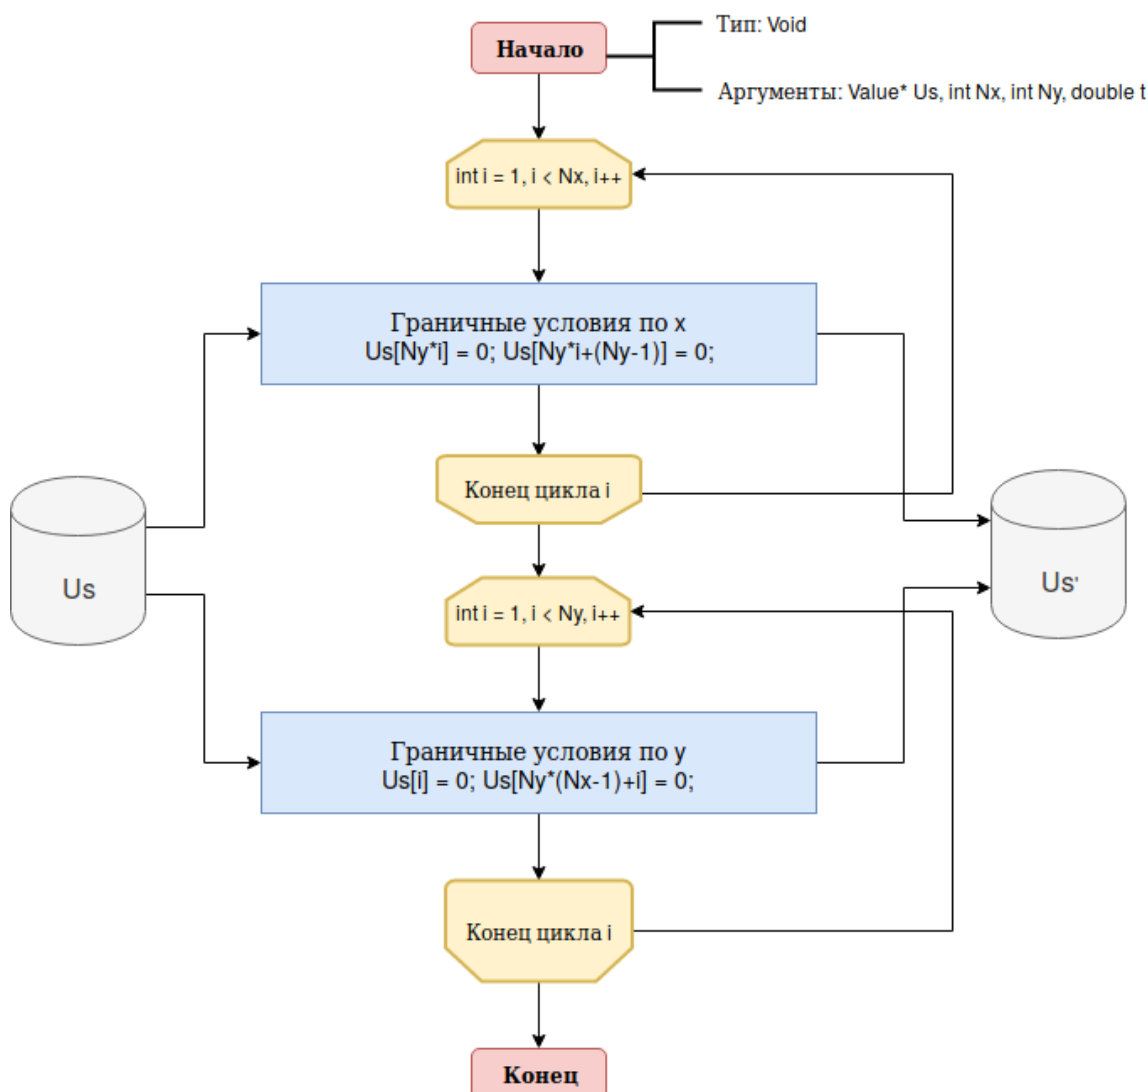 Тип: Void
Начало
Аргументы: Value* Us, int Nx, int Ny, double t
int i = 1, i < Nx, i++
Граничные условия по x
Us[Ny*i] = 0; Us[Ny*i+(Ny-1)] = 0;
Конец цикла i
Us
Us'
int i = 1, i < Ny, i++
Граничные условия по y
Us[i] = 0; Us[Ny*(Nx-1)+i] = 0;
Конец цикла i
Конец